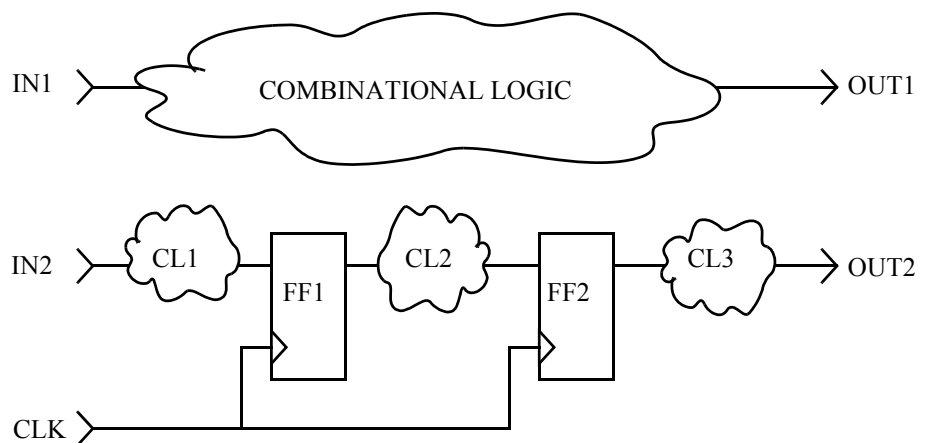 IN1
COMBINATIONAL LOGIC
OUT1
IN2
CL1
FF1
CL2
FF2
CL3
OUT2
CLK